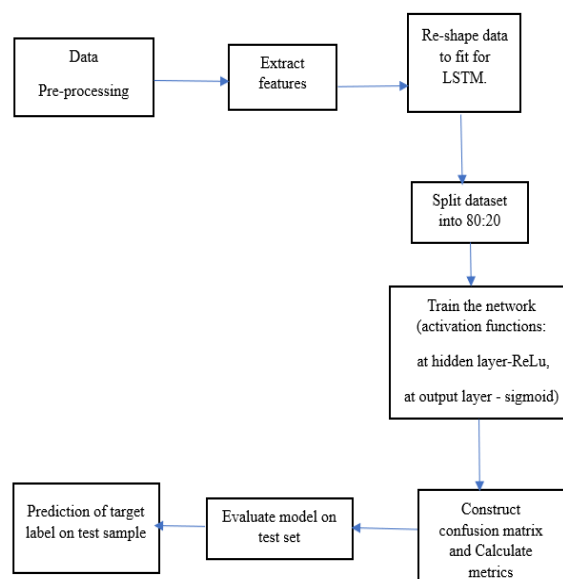 Data
Pre-processing
Extract
features
Re-shape data
to fit for
LSTM.
Split dataset
into 80:20
Train the network
(activation functions:
at hidden layer-ReLu,
at output layer - sigmoid)
Construct
confusion matrix
and Calculate
metrics
Evaluate model on
test set
Prediction of target
label on test sample